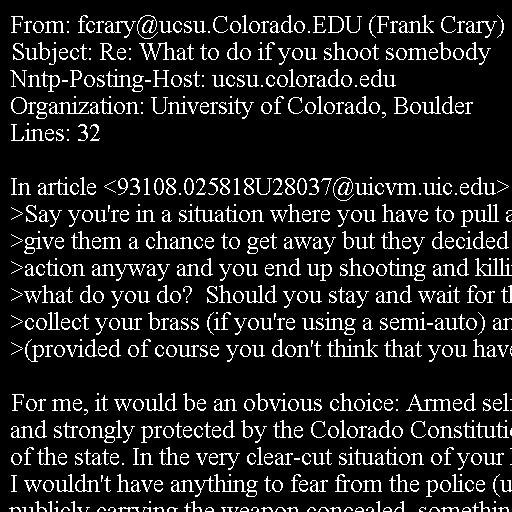 From: fcrary@ucsu.Colorado.EDU (Frank Crary)
Subject: Re: What to do if you shoot somebody
Nntp-Posting-Host: ucsu.colorado.edu
Organization: University of Colorado, Boulder
Lines: 32

In article <93108.025818U28037@uicvm.uic.edu>
>Say you're in a situation where you have to pull a
>give them a chance to get away but they decided
>action anyway and you end up shooting and killi
>what do you do?  Should you stay and wait for th
>collect your brass (if you're using a semi-auto) an
>(provided of course you don't think that you have

For me, it would be an obvious choice: Armed sel
and strongly protected by the Colorado Constituti
of the state. In the very clear-cut situation of your
I wouldn't have anything to fear from the police (u
publicly carrying the weapon concealed, somethin